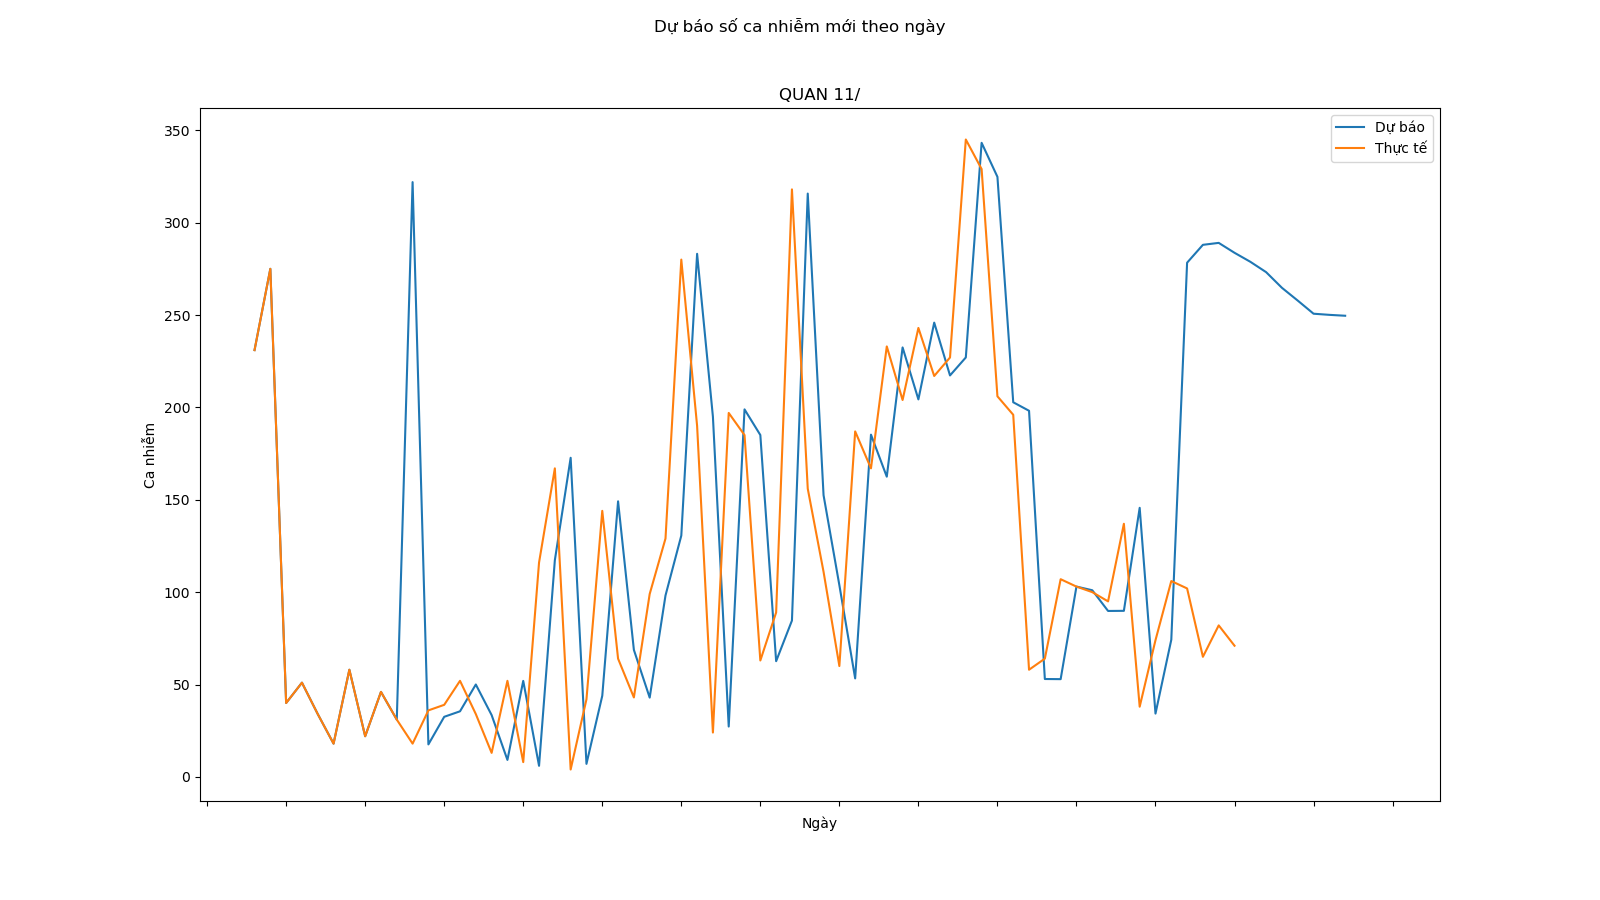 Dự báo số ca nhiễm mới theo ngày
QUAN 11/
Dự báo
Thực tế
350
300
250
200
150
100
50
0
Ca nhiễm
Ngày